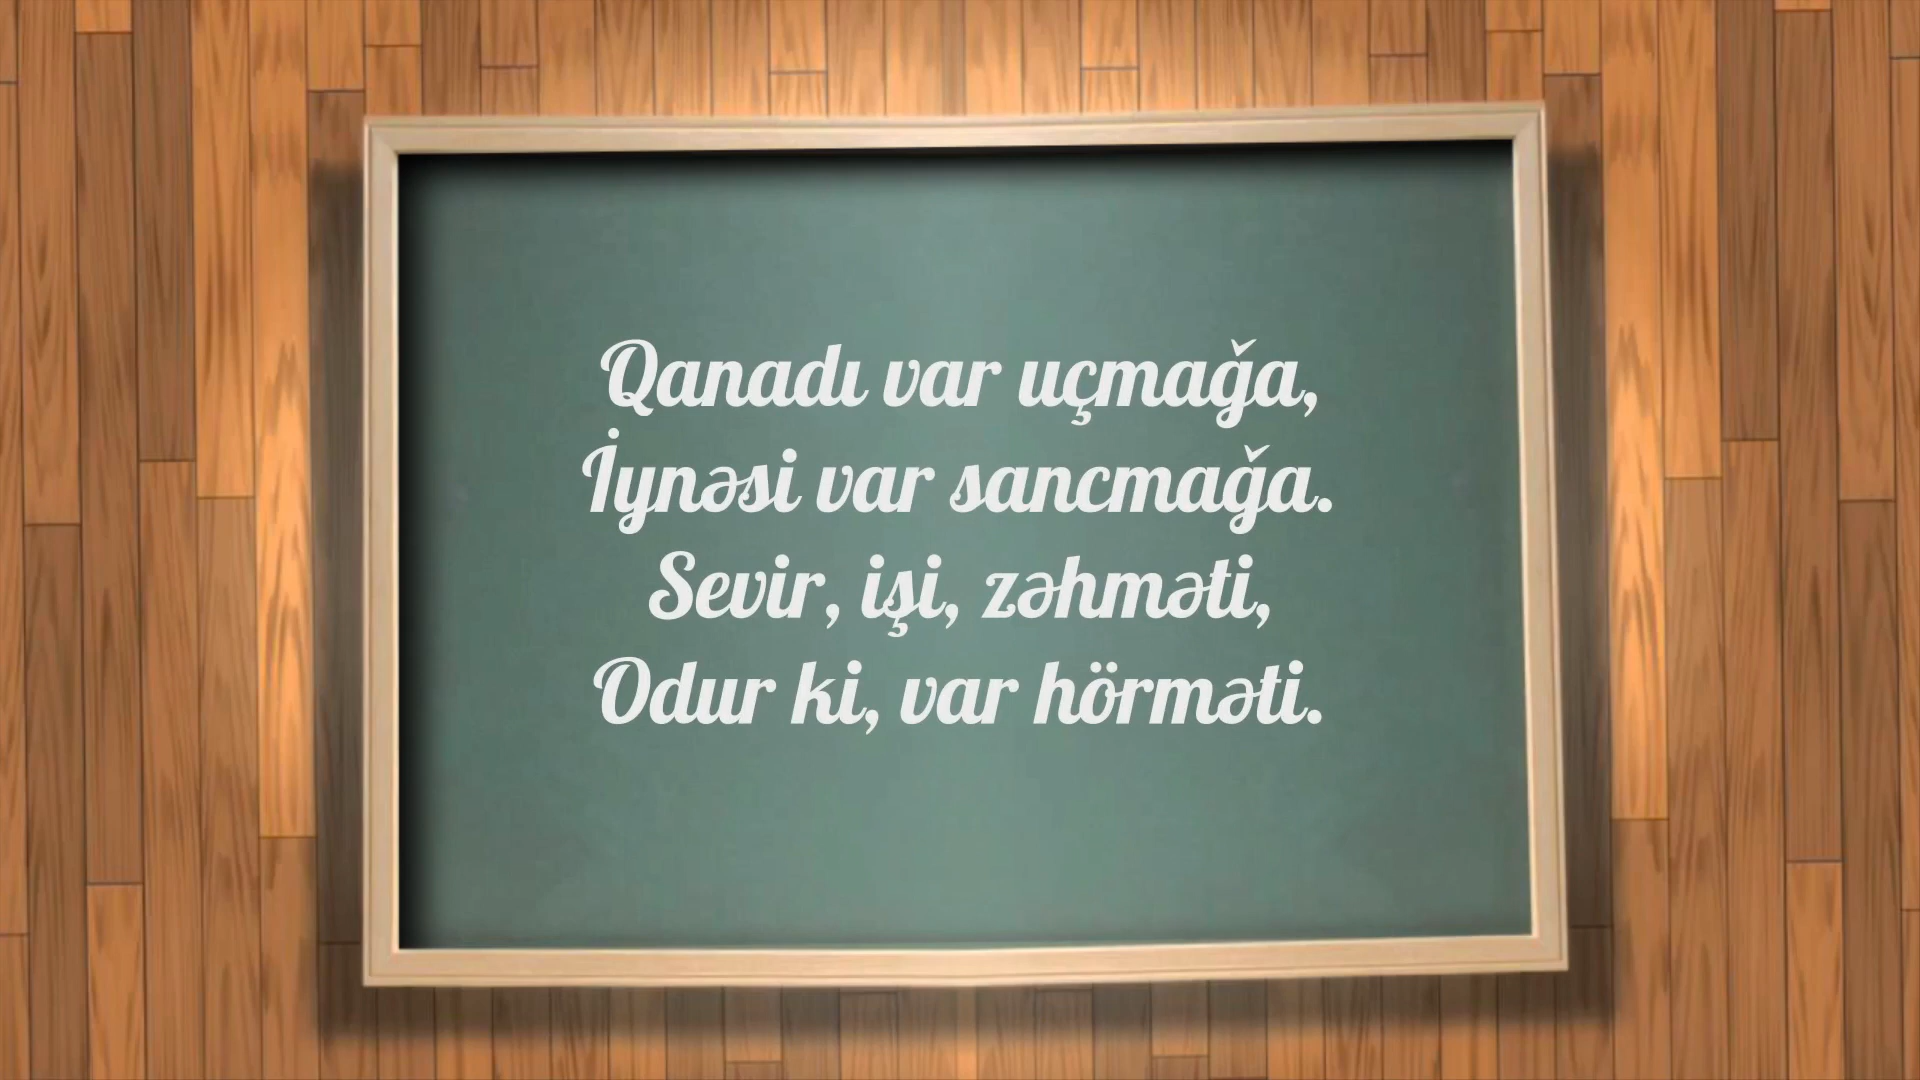 Qanadı var uçmağa,
İynəsi var sancmağa.
Sevir, işi, zəhməti,
Odur ki, var hörməti.